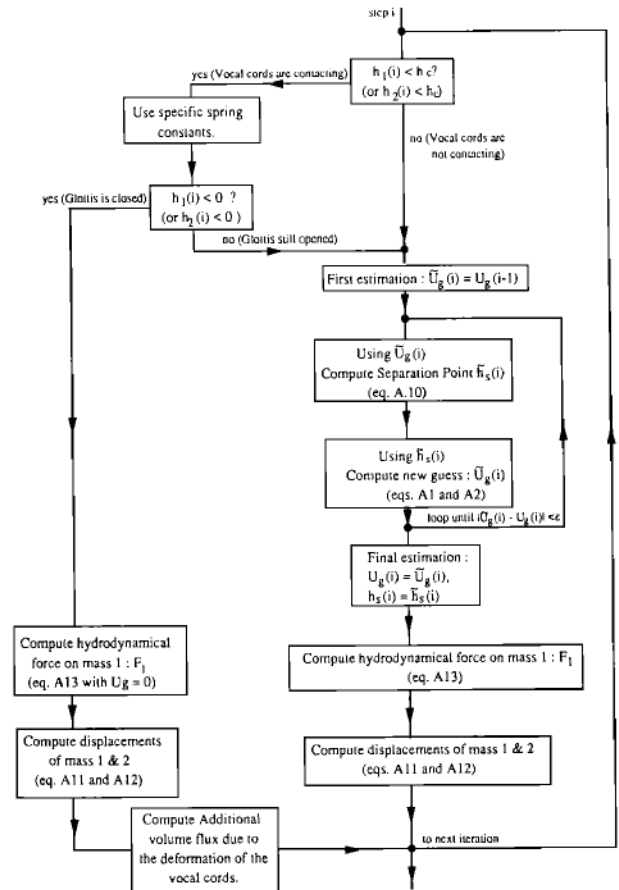 step i
h1(i) < hc?
(or h2(i) < hc)
yes (Vocal cords are contacting)
Use specific spring
constants.
no (Vocal cords are
not contacting)
yes (Glottis is closed)
h1(i) < 0 ?
(or h2(i) < 0 )
no (Glottis still opened)
First estimation : Ũg(i) = Ug(i-1)
Using Ũg(i)
Compute Separation Point h̃s(i)
(eq. A.10)
Using h̃s(i)
Compute new guess : Ũg(i)
(eqs. A1 and A2)
loop until |Ũg(i) - Ug(i)| <ε
Final estimation :
Ug(i) = Ũg(i),
hs(i) = h̃s(i)
Compute hydrodynamical
force on mass 1 : F1
(eq. A13 with Ug = 0)
Compute hydrodynamical force on mass 1 : F1
(eq. A13)
Compute displacements
of mass 1 & 2
(eq. A11 and A12)
Compute displacements of mass 1 & 2
(eqs. A11 and A12)
Compute Additional
volume flux due to
the deformation of the
vocal cords.
to next iteration